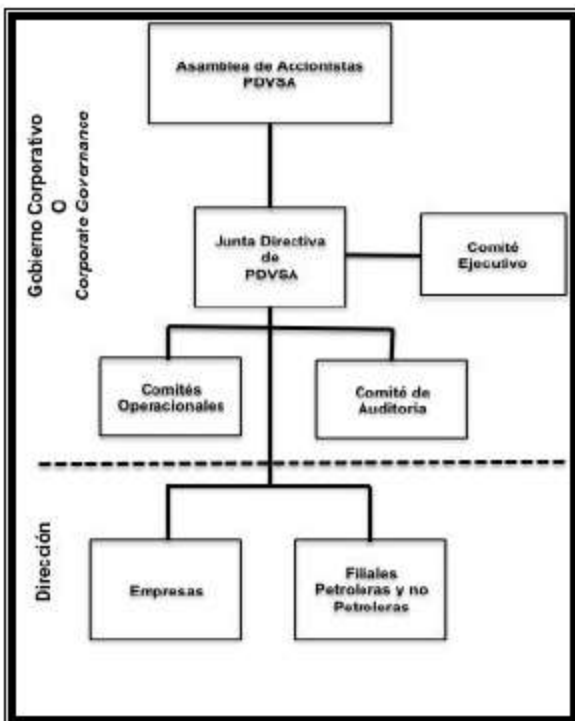 Asamblea de Accionistas
PDVSA
Gobierno Corporativo
O
Corporate Governance
Junta Directiva
de
PDVSA
Comité
Ejecutivo
Comités
Operacionales
Comité de
Auditoria
Dirección
Empresas
Filiales
Petroleras y no
Petroleras